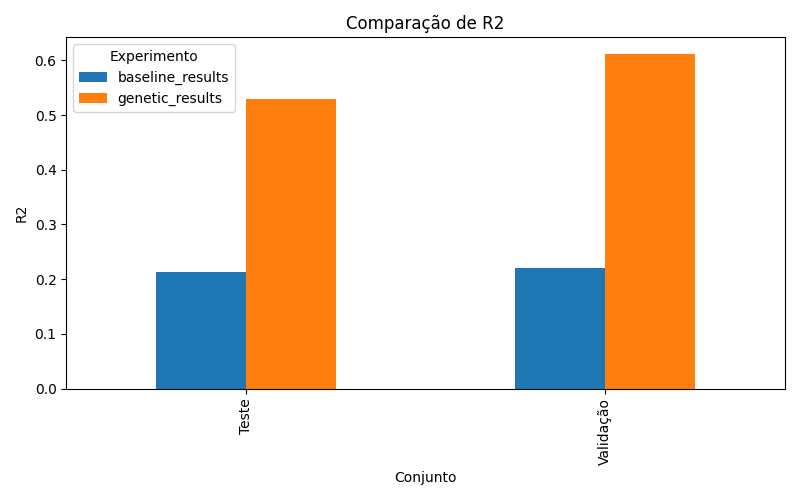 Comparação de R2
Experimento
baseline_results
genetic_results
R2
0.6
0.5
0.4
0.3
0.2
0.1
0.0
Teste
Validação
Conjunto